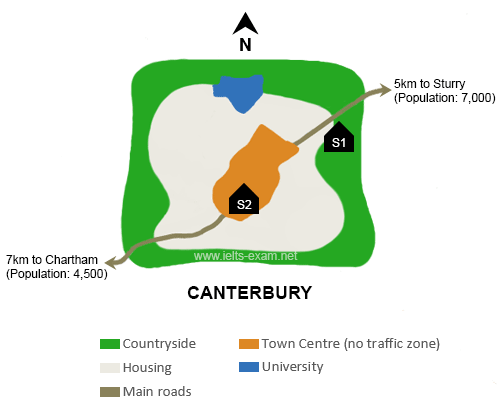 N
5km to Sturry
(Population: 7,000)
S1
S2
www.ielts-exam.net
7km to Chartham
(Population: 4,500)
CANTERBURY
Countryside
Town Centre (no traffic zone)
Housing
University
Main roads